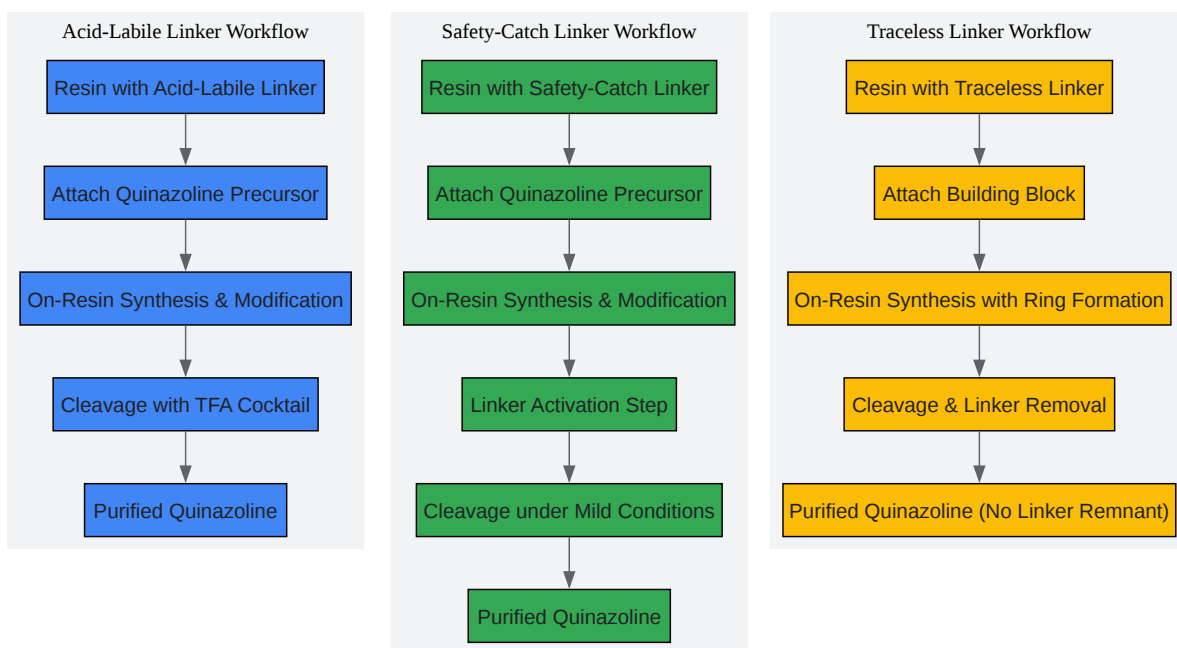 Acid-Labile Linker Workflow
Resin with Acid-Labile Linker
Attach Quinazoline Precursor
On-Resin Synthesis & Modification
Cleavage with TFA Cocktail
Purified Quinazoline
Safety-Catch Linker Workflow
Resin with Safety-Catch Linker
Attach Quinazoline Precursor
On-Resin Synthesis & Modification
Linker Activation Step
Cleavage under Mild Conditions
Purified Quinazoline
Traceless Linker Workflow
Resin with Traceless Linker
Attach Building Block
On-Resin Synthesis with Ring Formation
Cleavage & Linker Removal
Purified Quinazoline (No Linker Remnant)